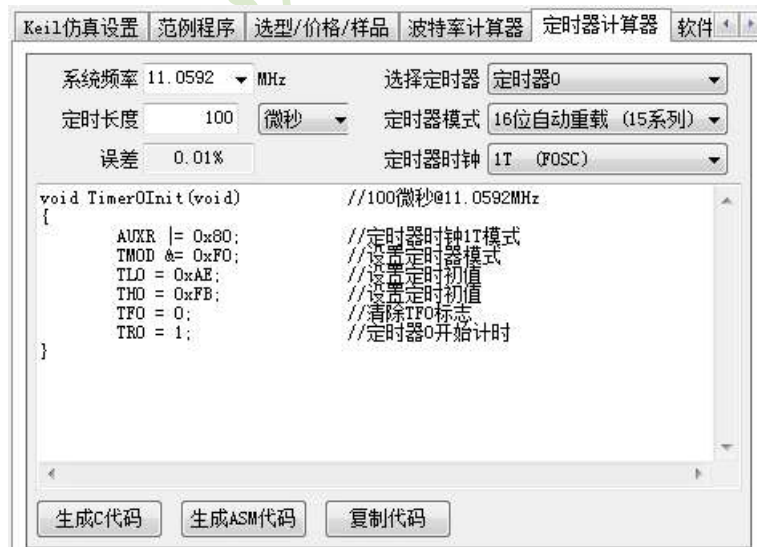 Keil仿真设置 范例程序 选型/价格/样品 波特率计算器 定时器计算器 软件
系统频率 11.0592 MHz 选择定时器 定时器0
定时长度 100 微秒 定时器模式 16位自动重载 (15系列)
误差 0.01% 定时器时钟 1T (FOSC)
void Timer0Init(void) //100微秒@11.0592MHz
{
AUXR |= 0x80; //定时器时钟1T模式
TMOD &= 0xF0; //设置定时器模式
TL0 = 0xAE; //设置定时初值
TH0 = 0xFB; //设置定时初值
TF0 = 0; //清除TF0标志
TR0 = 1; //定时器0开始计时
}
生成C代码 生成ASM代码 复制代码